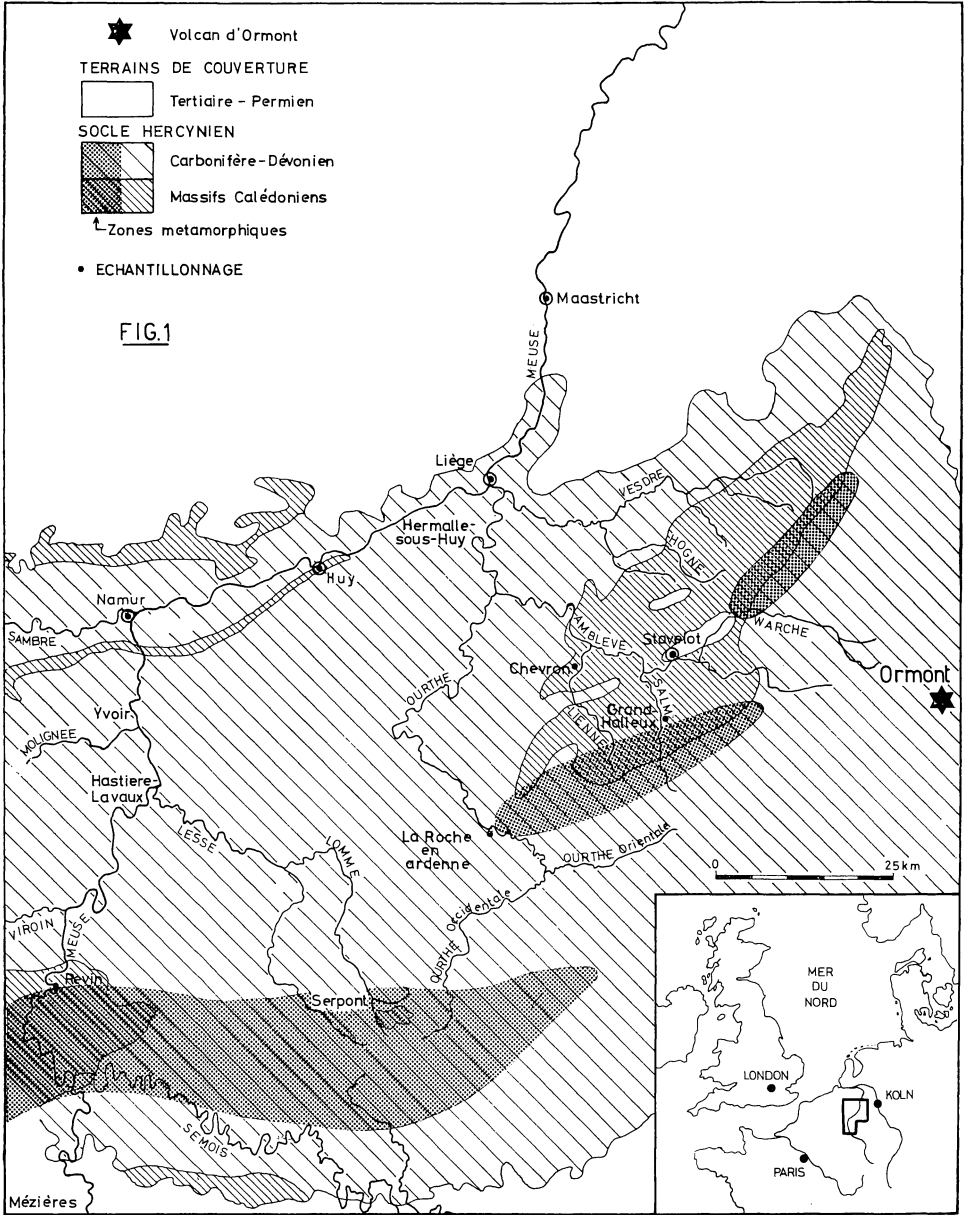 Volcan d'Ormont
TERRAINS DE COUVERTURE
Tertiaire - Permien
SOCLE HERCYNIEN
Carbonifère-Dévonien
Massifs Calédoniens
Zones metamorphiques
• ECHANTILLONNAGE
FIG.1
Maastricht
MEUSE
Liège
VESDRE
Hermalle-
sous-Huy
HOGNE
Huy
Namur
SAMBRE
AMBLEVE
Stavelot
WARCHE
Chevron
SALM
Ormont
OURTHE
Grand-
Halleux
LIENNE
Yvoir
MOLIGNEE
Hastiere-
Lavaux
LESSE
LOMME
La Roche
en
ardenne
OURTHE Orientale
0
25km
OURTHE Occidentale
VIROIN
MEUSE
Revin
Serpont
SEMOIS
Mézières
MER
DU
NORD
LONDON
KOLN
PARIS